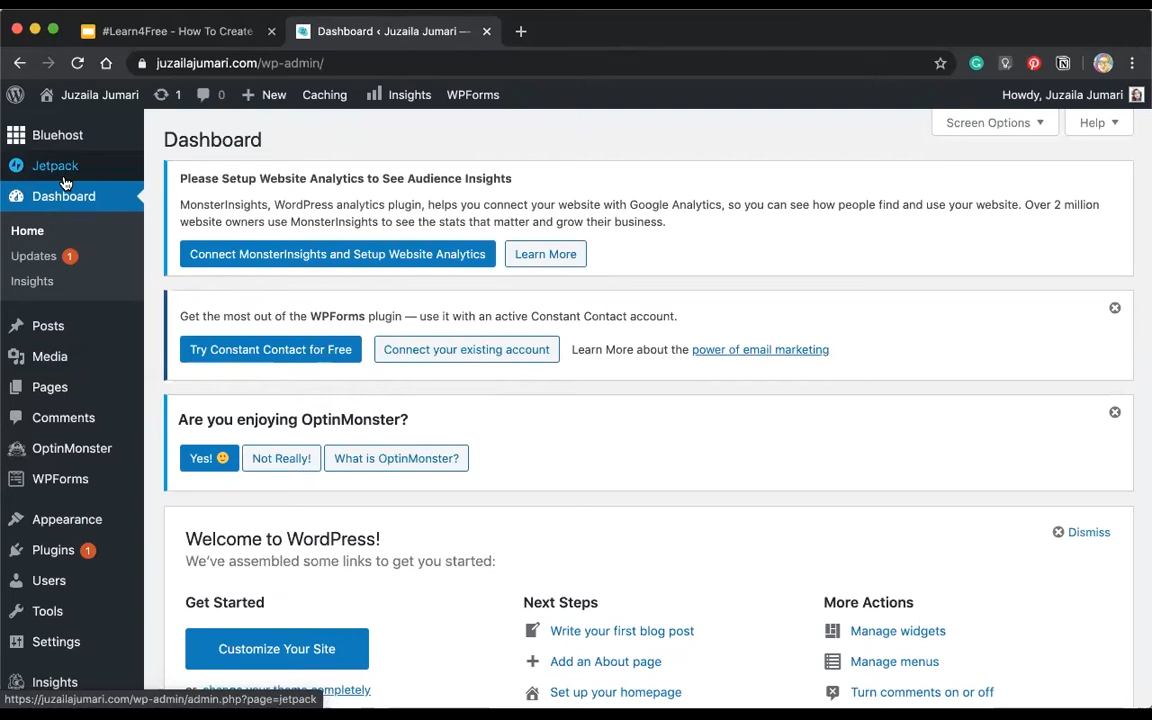 #Learn4Free - How To Create
Dashboard ‹ Juzaila Jumari —
juzailajumari.com/wp-admin/
Juzaila Jumari
1
0
New
Caching
Insights
WPForms
Howdy, Juzaila Jumari
Bluehost
Jetpack
Dashboard
Home
Updates 1
Insights
Posts
Media
Pages
Comments
OptinMonster
WPForms
Appearance
Plugins 1
Users
Tools
Settings
Insights
Screen Options
Help
Dashboard
Please Setup Website Analytics to See Audience Insights
MonsterInsights, WordPress analytics plugin, helps you connect your website with Google Analytics, so you can see how people find and use your website. Over 2 million
website owners use MonsterInsights to see the stats that matter and grow their business.
Connect MonsterInsights and Setup Website Analytics
Learn More
Get the most out of the WPForms plugin — use it with an active Constant Contact account.
Try Constant Contact for Free
Connect your existing account
Learn More about the power of email marketing
Are you enjoying OptinMonster?
Yes! 🙂
Not Really!
What is OptinMonster?
Welcome to WordPress!
Dismiss
We've assembled some links to get you started:
Get Started
Customize Your Site
or, change your theme completely
Next Steps
Write your first blog post
Add an About page
Set up your homepage
More Actions
Manage widgets
Manage menus
Turn comments on or off
https://juzailajumari.com/wp-admin/admin.php?page=jetpack